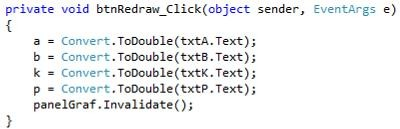 private void btnRedraw_Click(object sender, EventArgs e)
{
    a = Convert.ToDouble(txtA.Text);
    b = Convert.ToDouble(txtB.Text);
    k = Convert.ToDouble(txtK.Text);
    p = Convert.ToDouble(txtP.Text);
    panelGraf.Invalidate();
}